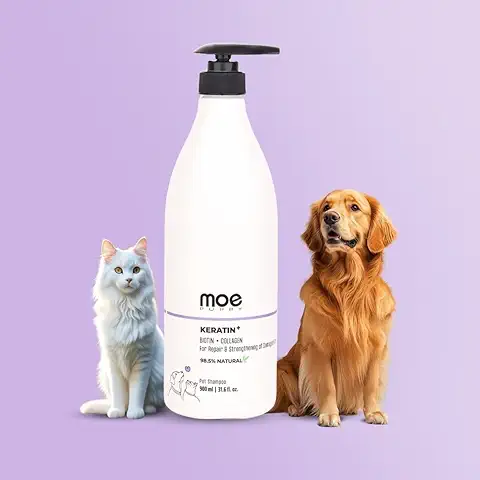 moe
PUPPY
KERATIN+
BIOTIN • COLLAGEN
For Repair & Strengthening of
98.5% NATURAL
Pet Shampoo
900 ml | 31.6 fl. oz.